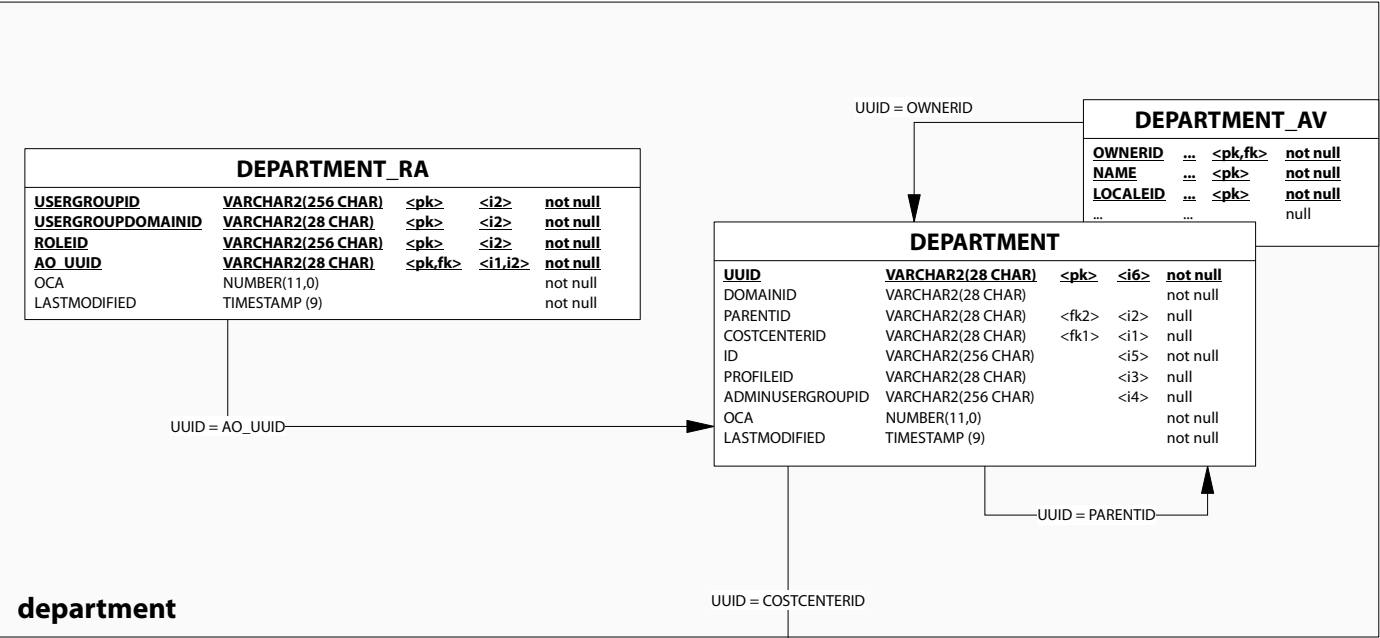 UUID = OWNERID
DEPARTMENT_AV
OWNERID ... <pk,fk> not null
NAME ... <pk> not null
LOCALEID ... <pk> not null
... ... null
DEPARTMENT_RA
USERGROUPID VARCHAR2(256 CHAR) <pk> <i2> not null
USERGROUPDOMAINID VARCHAR2(28 CHAR) <pk> <i2> not null
ROLEID VARCHAR2(256 CHAR) <pk> <i2> not null
AO_UUID VARCHAR2(28 CHAR) <pk,fk> <i1,i2> not null
OCA NUMBER(11,0) not null
LASTMODIFIED TIMESTAMP (9) not null
DEPARTMENT
UUID VARCHAR2(28 CHAR) <pk> <i6> not null
DOMAINID VARCHAR2(28 CHAR) not null
PARENTID VARCHAR2(28 CHAR) <fk2> <i2> null
COSTCENTERID VARCHAR2(28 CHAR) <fk1> <i1> null
ID VARCHAR2(256 CHAR) <i5> not null
PROFILEID VARCHAR2(28 CHAR) <i3> null
ADMINUSERGROUPID VARCHAR2(256 CHAR) <i4> null
OCA NUMBER(11,0) not null
LASTMODIFIED TIMESTAMP (9) not null
UUID = AO_UUID
UUID = PARENTID
UUID = COSTCENTERID
department